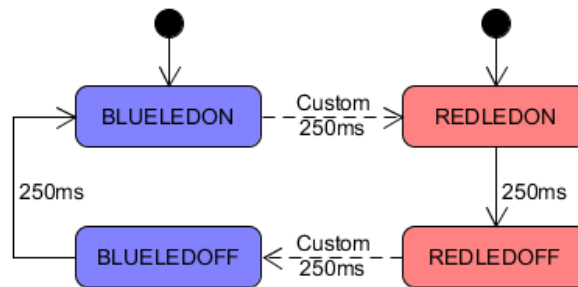 BLUELEDON
Custom
250ms
REDLEDON
250ms
250ms
BLUELEDOFF
Custom
250ms
REDLEDOFF